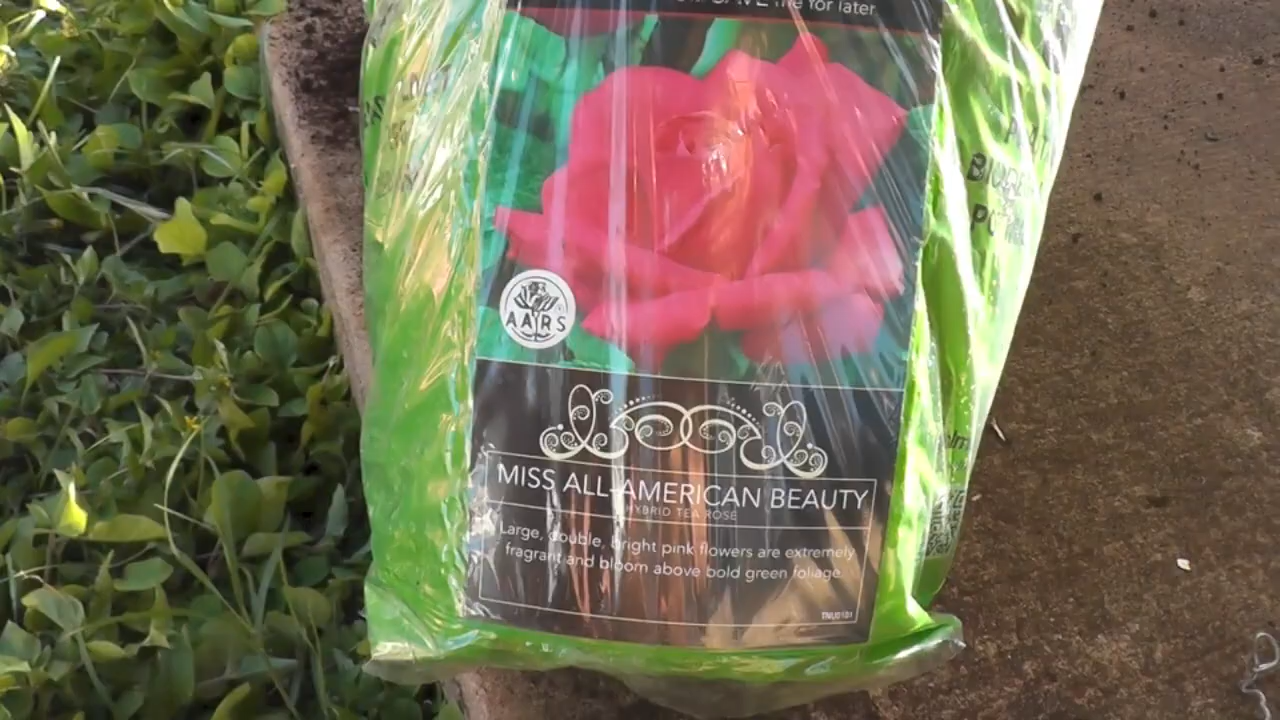 SAVE me for later
AARS
MISS ALL-AMERICAN BEAUTY
HYBRID TEA ROSE
Large, double, bright pink flowers are extremely
fragrant and bloom above bold green foliage.
TNU0181